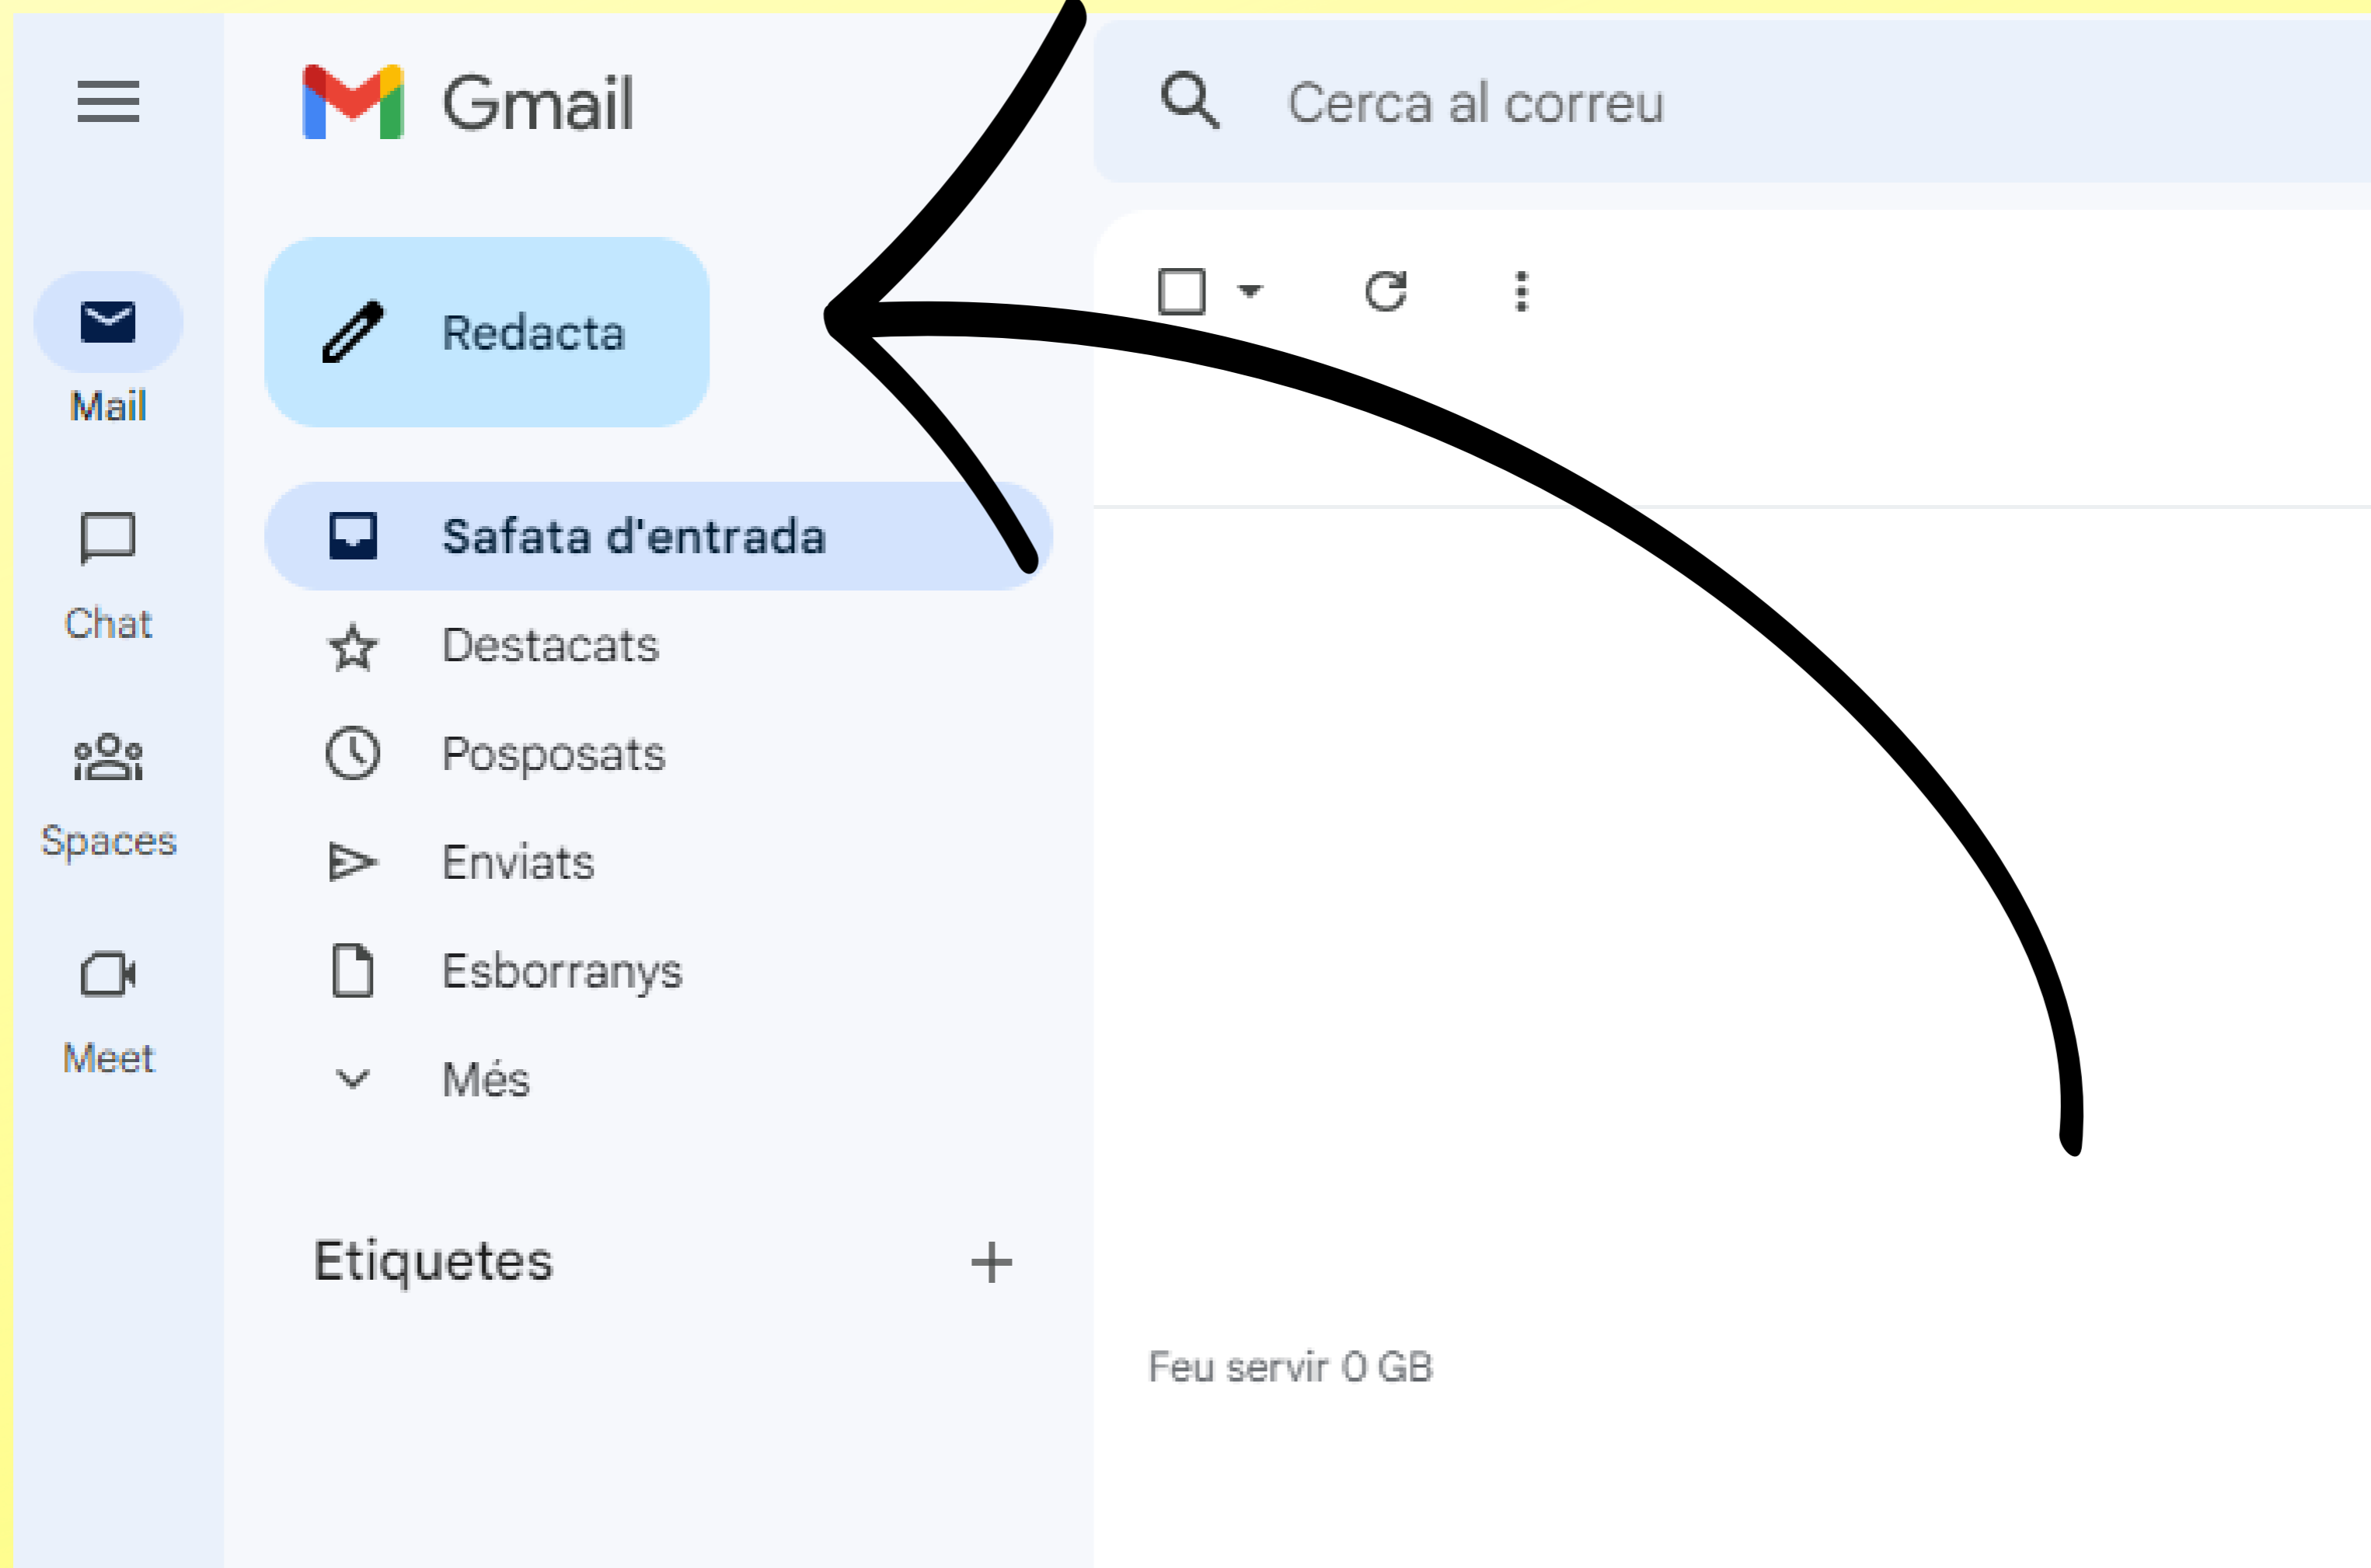 Gmail
Cerca al correu
Redacta
Mail
Safata d'entrada
Chat
Destacats
Posposats
Spaces
Enviats
Esborranys
Meet
Més
Etiquetes
Feu servir 0 GB